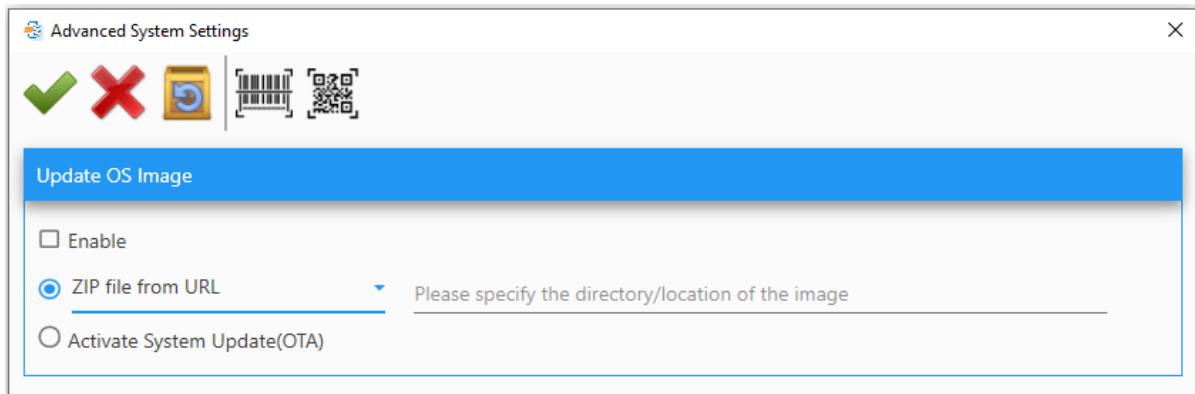 Advanced System Settings
Update OS Image
Enable
ZIP file from URL
Please specify the directory/location of the image
Activate System Update(OTA)